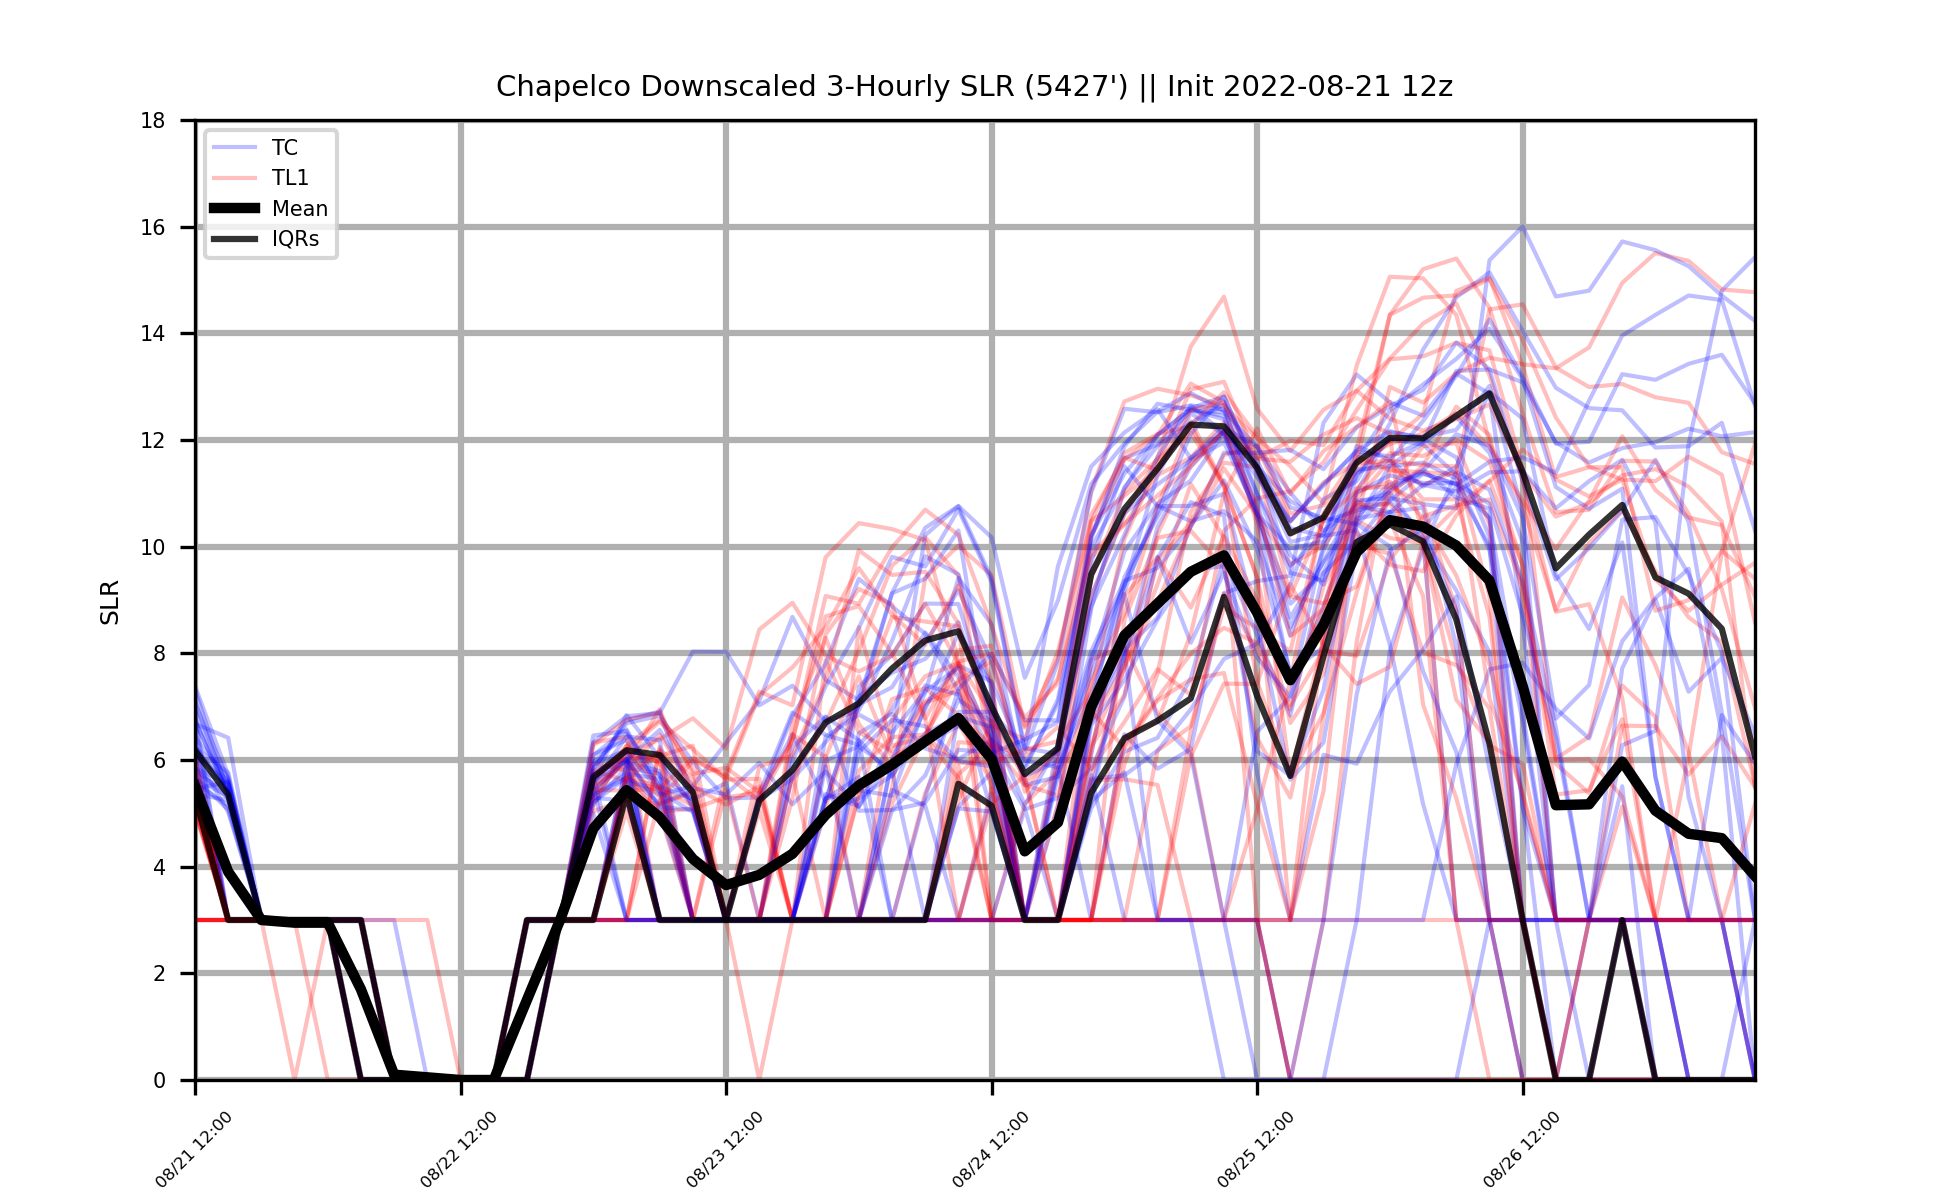 Chapelco Downscaled 3-Hourly SLR (5427') || Init 2022-08-21 12z
TC
TL1
Mean
IQRs
SLR
18
16
14
12
10
8
6
4
2
0
08/21 12:00
08/22 12:00
08/23 12:00
08/24 12:00
08/25 12:00
08/26 12:00